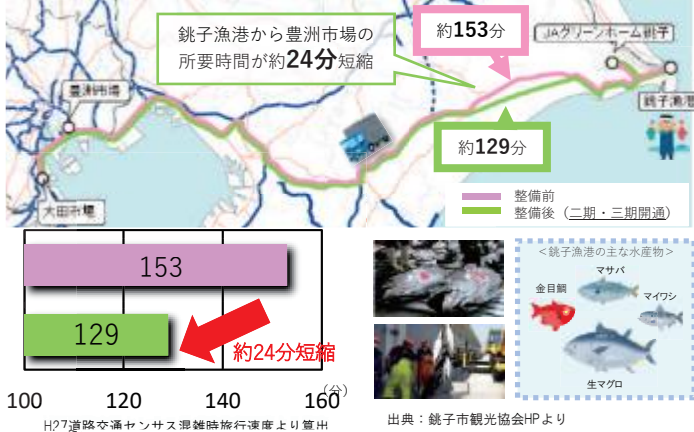 銚子漁港から豊洲市場の
所要時間が約24分短縮
約153分
JAグリーンホーム銚子
豊洲市場
銚子漁港
約129分
大田市場
整備前
整備後（二期・三期開通）
153
129
約24分短縮
（分）
100 120 140 160
H27道路交通センサス混雑時旅行速度より算出
＜銚子漁港の主な水産物＞
マサバ
金目鯛
マイワシ
生マグロ
出典：銚子市観光協会HPより